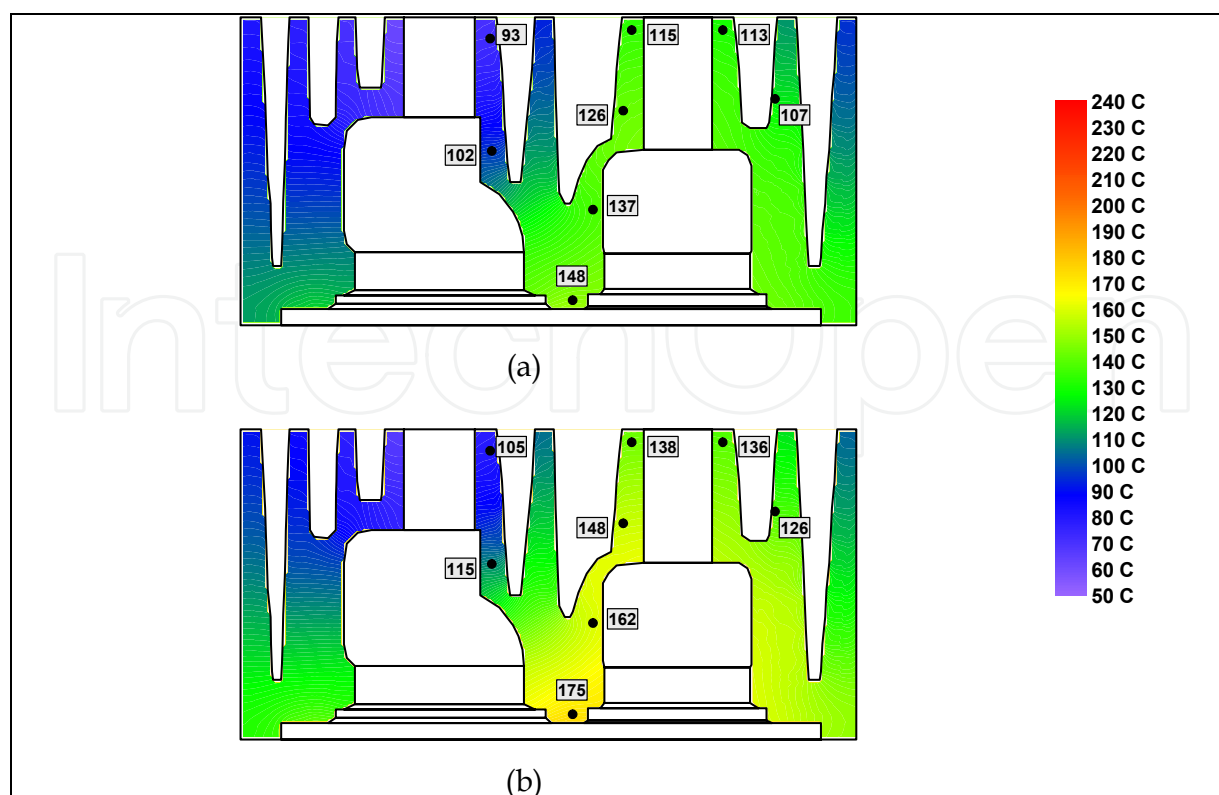 93
115
113
126
107
102
137
148
(a)
105
138
136
148
126
115
162
175
(b)
240 C
230 C
220 C
210 C
200 C
190 C
180 C
170 C
160 C
150 C
140 C
130 C
120 C
110 C
100 C
90 C
80 C
70 C
60 C
50 C
IntechOpen